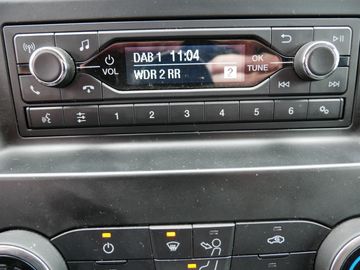 DAB 1 11:04
VOL
OK
TUNE
WDR 2 RR
?
1 2 3 4 5 6